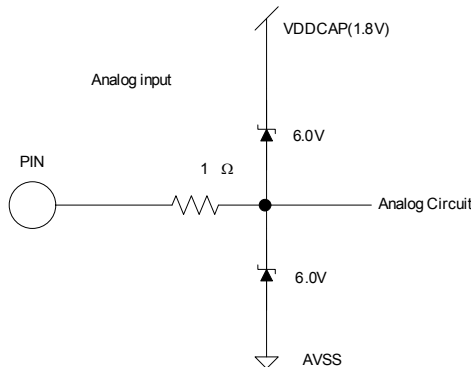 VDDCAP(1.8V)
Analog input
6.0V
PIN
1 Ω
Analog Circuit
6.0V
AVSS